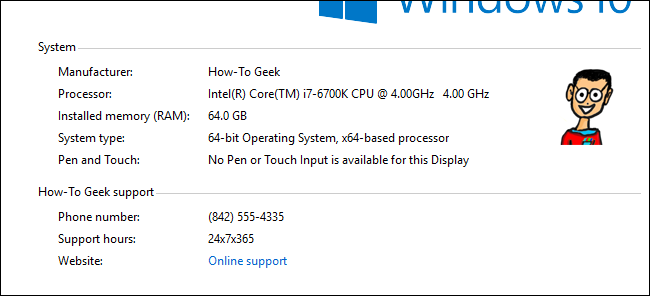 Windows 10
System
Manufacturer: How-To Geek
Processor: Intel(R) Core(TM) i7-6700K CPU @ 4.00GHz 4.00 GHz
Installed memory (RAM): 64.0 GB
System type: 64-bit Operating System, x64-based processor
Pen and Touch: No Pen or Touch Input is available for this Display
How-To Geek support
Phone number: (842) 555-4335
Support hours: 24x7x365
Website: Online support